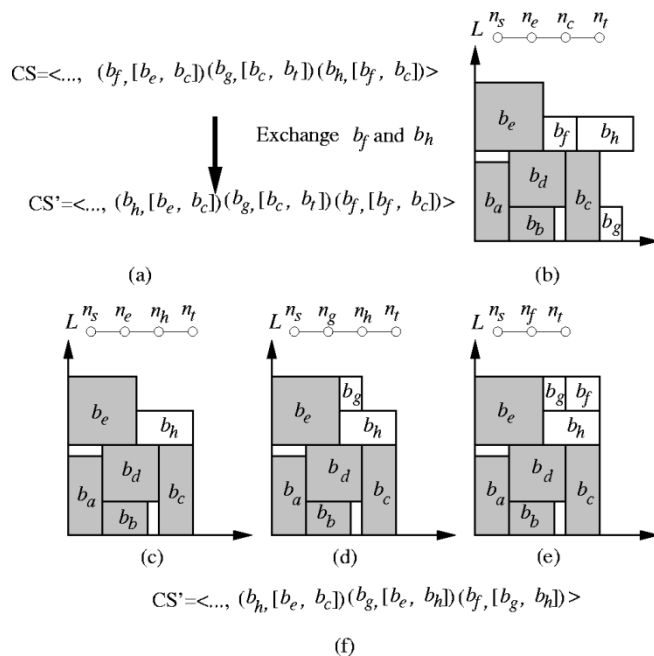 CS=<..., (b_f, [b_e, b_c])(b_g, [b_c, b_t])(b_h, [b_f, b_c])>
Exchange b_f and b_h
CS'=<..., (b_h, [b_e, b_c])(b_g, [b_c, b_t])(b_f, [b_f, b_c])>
(a)
L n_s n_e n_c n_t
b_e b_f b_h
b_d
b_a b_c
b_b b_g
(b)
L n_s n_e n_h n_t
b_e
b_h
b_d
b_a b_c
b_b
(c)
L n_s n_g n_h n_t
b_g
b_e
b_h
b_d
b_a b_c
b_b
(d)
L n_s n_f n_t
b_g b_f
b_e
b_h
b_d
b_a b_c
b_b
(e)
CS'=<..., (b_h, [b_e, b_c])(b_g, [b_e, b_h])(b_f, [b_g, b_h])>
(f)